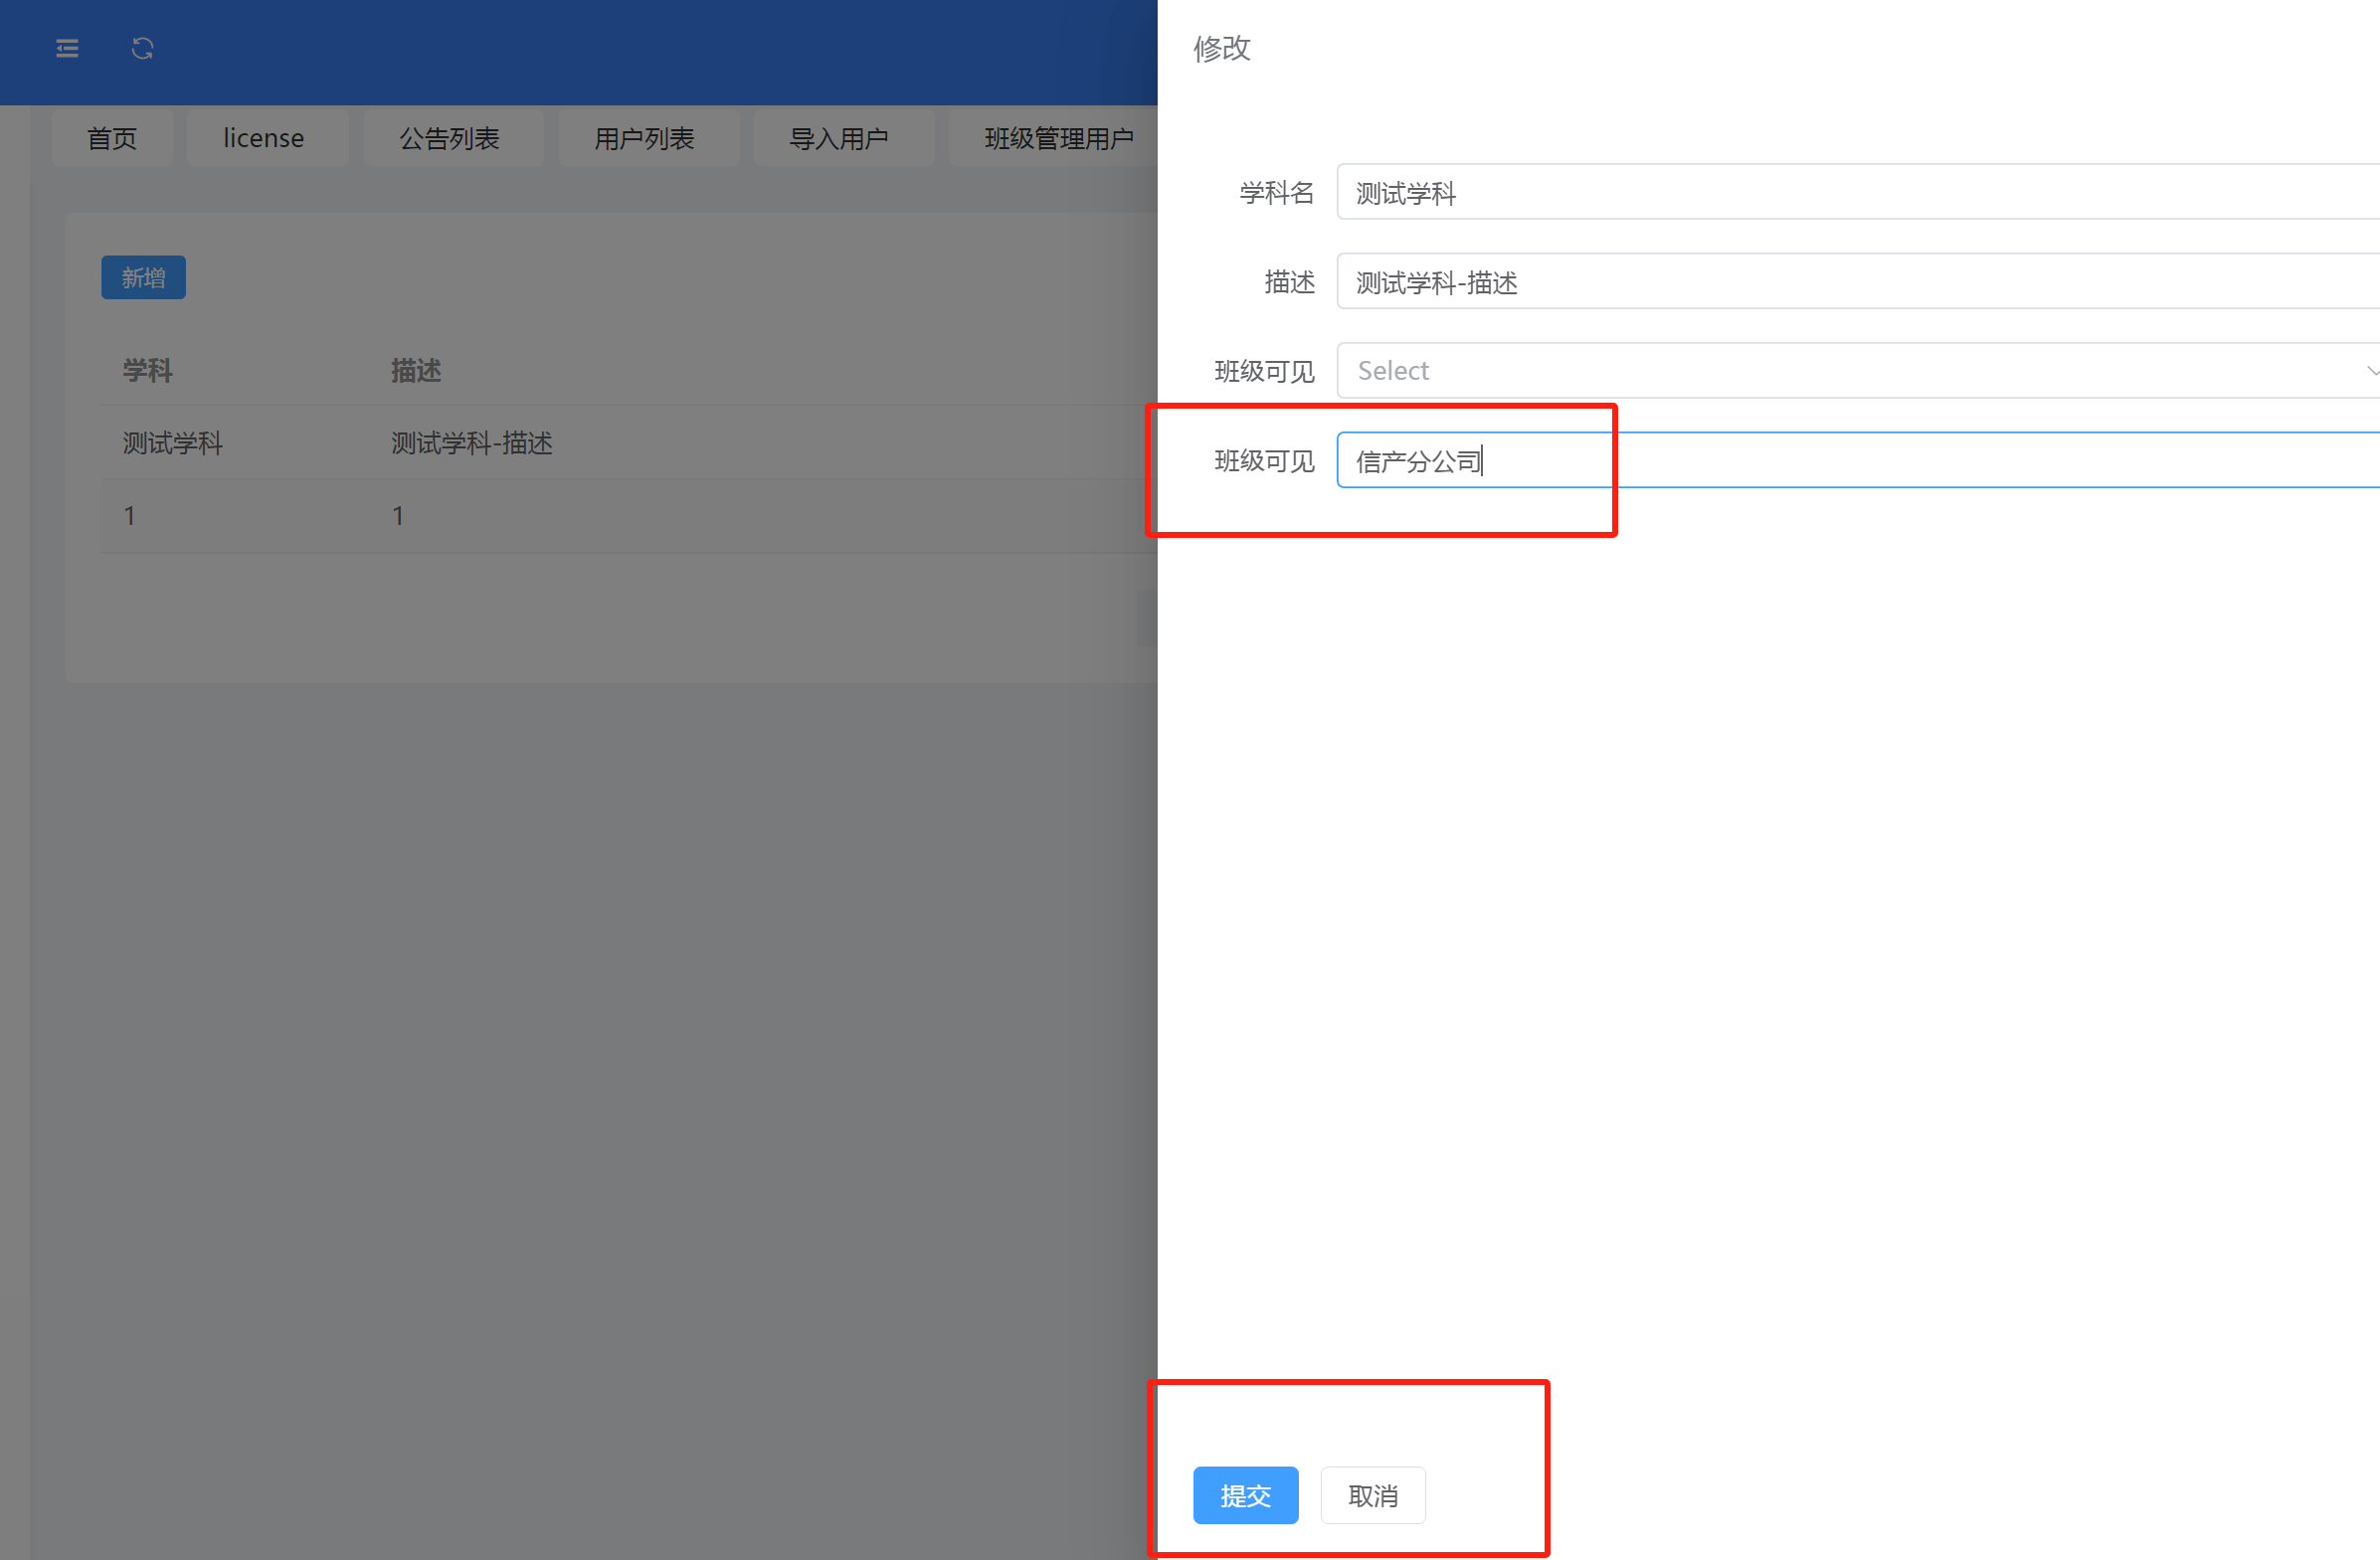 修改
首页 license 公告列表 用户列表 导入用户 班级管理用户
学科名 测试学科
新增
描述 测试学科-描述
学科 描述
班级可见 Select
测试学科 测试学科-描述
班级可见 信产分公司
1 1
提交 取消